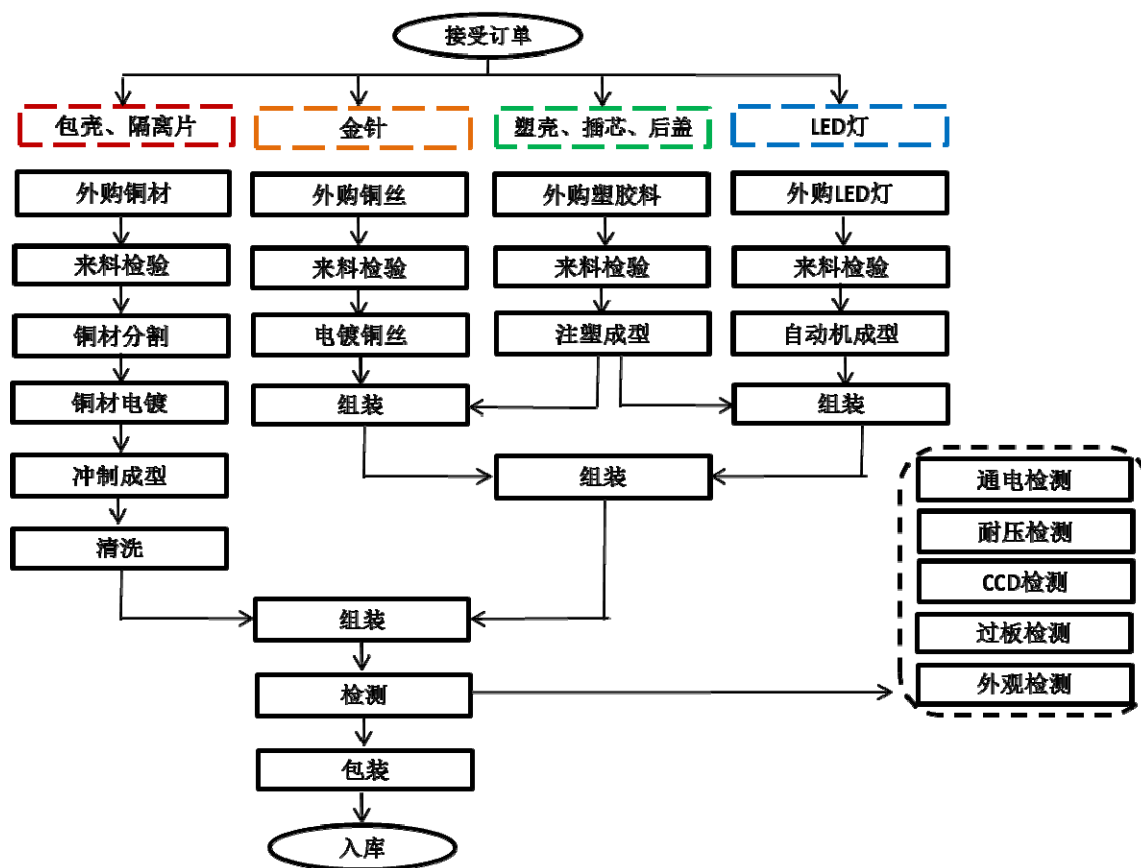 接受订单
包壳、隔离片
金针
塑壳、插芯、后盖
LED灯
外购铜材
外购铜丝
外购塑胶料
外购LED灯
来料检验
来料检验
来料检验
来料检验
铜材分割
电镀铜丝
注塑成型
自动机成型
铜材电镀
组装
组装
冲制成型
组装
通电检测
清洗
耐压检测
CCD检测
组装
过板检测
检测
外观检测
包装
入库